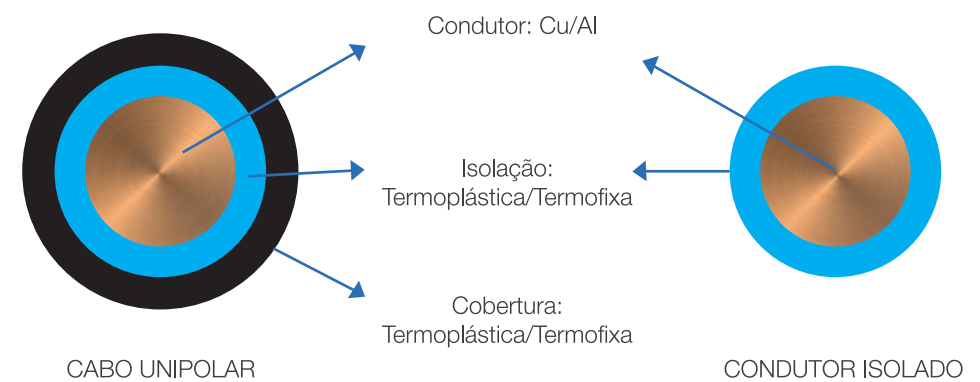 Condutor: Cu/Al
Isolação:
Termoplástica/Termofixa
Cobertura:
Termoplástica/Termofixa
CABO UNIPOLAR
CONDUTOR ISOLADO